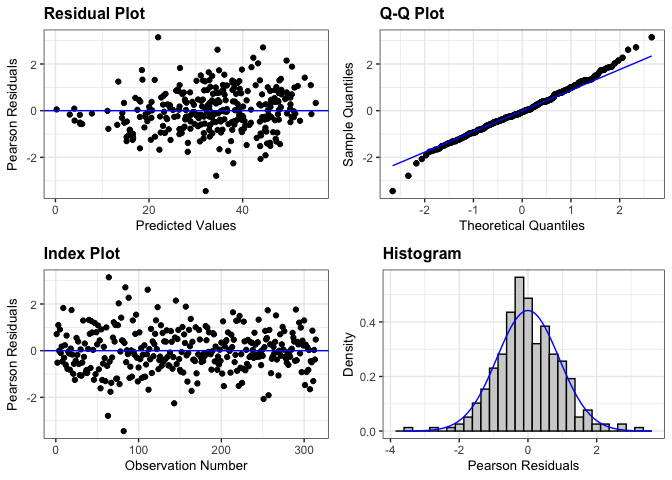 Residual Plot
Pearson Residuals
2
0
-2
0
20
40
Predicted Values
Q-Q Plot
Sample Quantiles
2
0
-2
-2
-1
0
1
2
Theoretical Quantiles
Index Plot
Pearson Residuals
2
0
-2
0
100
200
300
Observation Number
Histogram
Density
0.4
0.2
0.0
-4
-2
0
2
Pearson Residuals